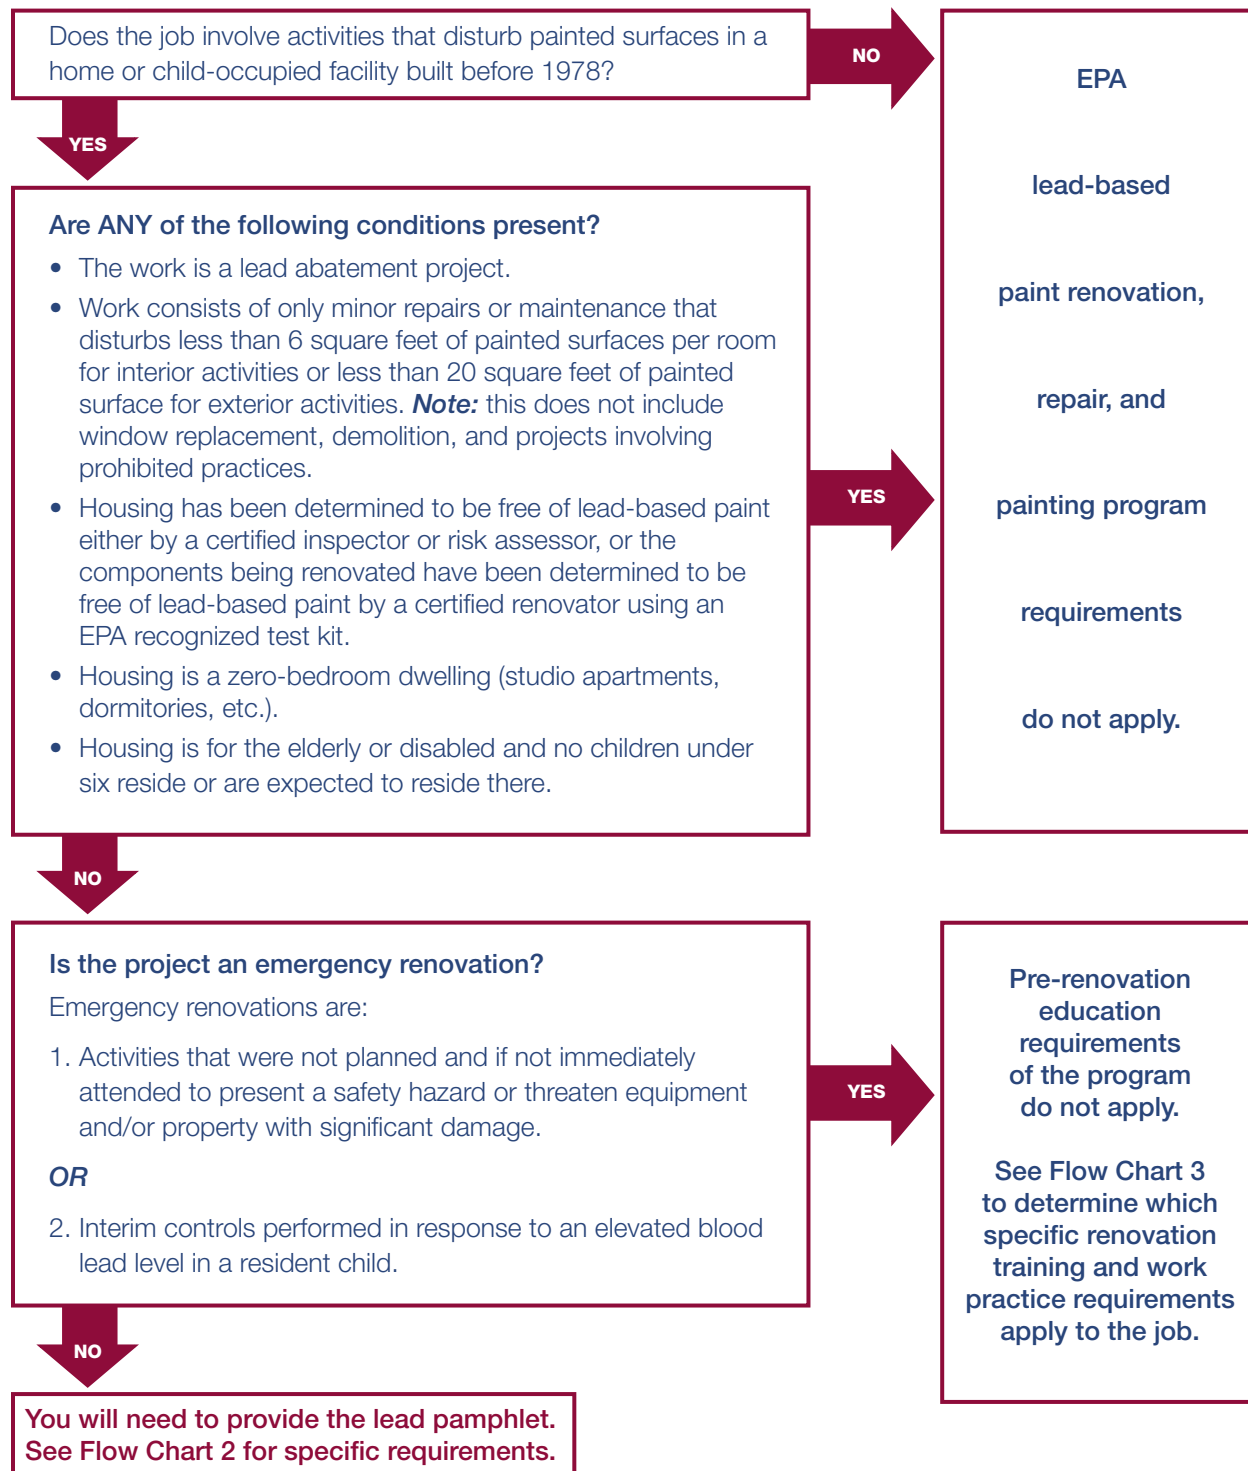 Does the job involve activities that disturb painted surfaces in a
home or child-occupied facility built before 1978?
NO
YES
EPA
lead-based
paint renovation,
repair, and
painting program
requirements
do not apply.
Are ANY of the following conditions present?
• The work is a lead abatement project.
• Work consists of only minor repairs or maintenance that
disturbs less than 6 square feet of painted surfaces per room
for interior activities or less than 20 square feet of painted
surface for exterior activities. Note: this does not include
window replacement, demolition, and projects involving
prohibited practices.
• Housing has been determined to be free of lead-based paint
either by a certified inspector or risk assessor, or the
components being renovated have been determined to be
free of lead-based paint by a certified renovator using an
EPA recognized test kit.
• Housing is a zero-bedroom dwelling (studio apartments,
dormitories, etc.).
• Housing is for the elderly or disabled and no children under
six reside or are expected to reside there.
YES
NO
Is the project an emergency renovation?
Emergency renovations are:
1. Activities that were not planned and if not immediately
attended to present a safety hazard or threaten equipment
and/or property with significant damage.
OR
2. Interim controls performed in response to an elevated blood
lead level in a resident child.
YES
Pre-renovation
education
requirements
of the program
do not apply.
See Flow Chart 3
to determine which
specific renovation
training and work
practice requirements
apply to the job.
NO
You will need to provide the lead pamphlet.
See Flow Chart 2 for specific requirements.